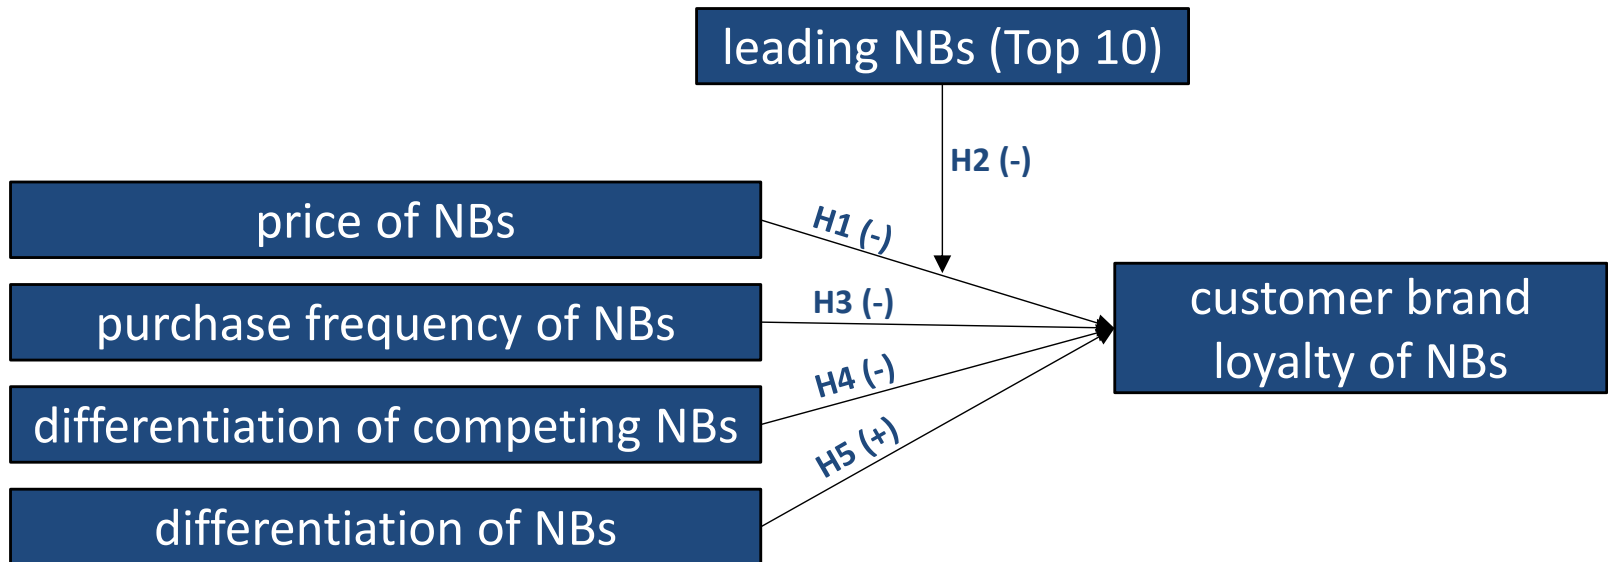 leading NBs (Top 10)
H2 (-)
price of NBs
H1 (-)
purchase frequency of NBs
H3 (-)
customer brand
loyalty of NBs
differentiation of competing NBs
H4 (-)
differentiation of NBs
H5 (+)